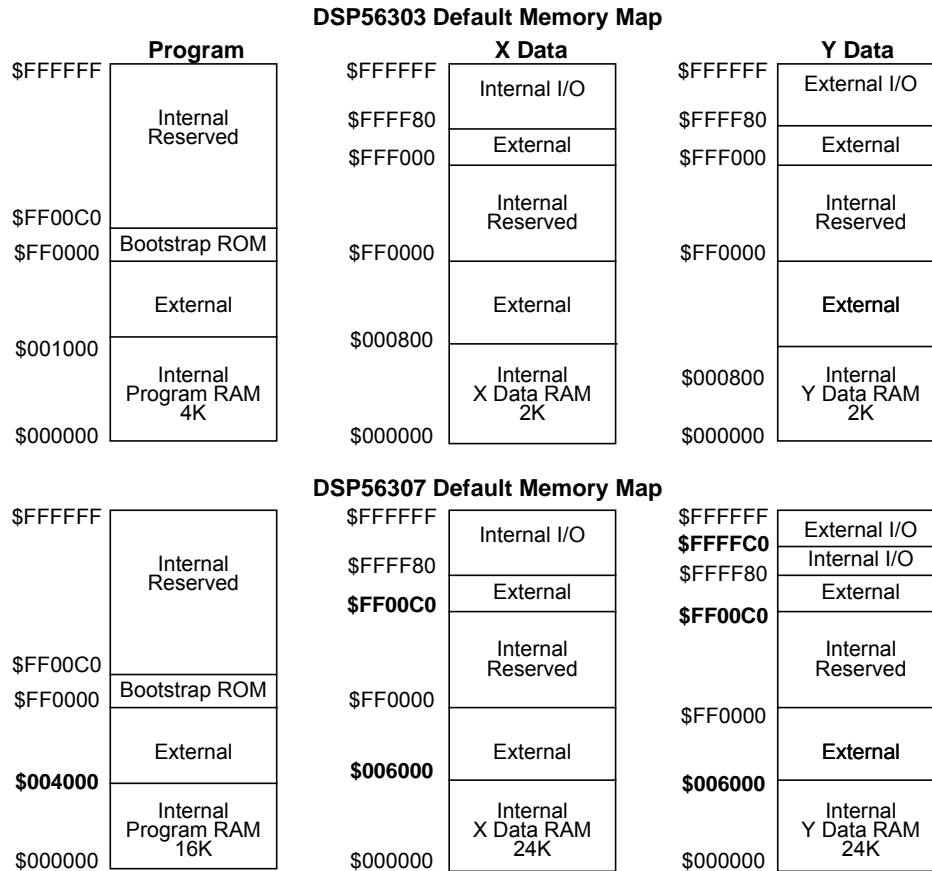 DSP56303 Default Memory Map
Program
$FFFFFF
Internal
Reserved
$FF00C0
Bootstrap ROM
$FF0000
External
$001000
Internal
Program RAM
4K
$000000
X Data
$FFFFFF
Internal I/O
$FFFF80
External
$FFF000
Internal
Reserved
$FF0000
External
$000800
Internal
X Data RAM
2K
$000000
Y Data
$FFFFFF
External I/O
$FFFF80
External
$FFF000
Internal
Reserved
$FF0000
External
$000800
Internal
Y Data RAM
2K
$000000
DSP56307 Default Memory Map
$FFFFFF
Internal
Reserved
$FF00C0
Bootstrap ROM
$FF0000
External
$004000
Internal
Program RAM
16K
$000000
$FFFFFF
Internal I/O
$FFFF80
External
$FF00C0
Internal
Reserved
$FF0000
External
$006000
Internal
X Data RAM
24K
$000000
$FFFFFF
External I/O
$FFFFC0
Internal I/O
$FFFF80
External
$FF00C0
Internal
Reserved
$FF0000
External
$006000
Internal
Y Data RAM
24K
$000000